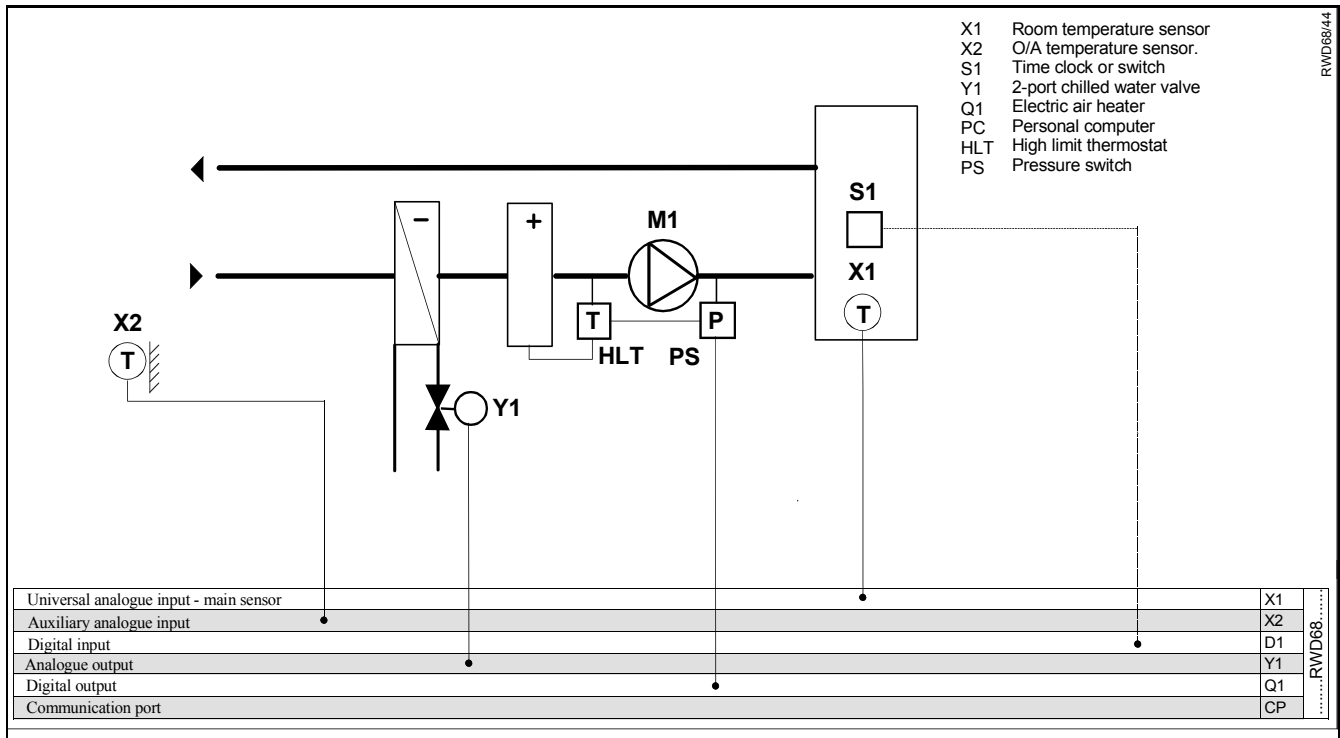 X1 Room temperature sensor
X2 O/A temperature sensor.
S1 Time clock or switch
Y1 2-port chilled water valve
Q1 Electric air heater
PC Personal computer
HLT High limit thermostat
PS Pressure switch
RWD68/44
S1
- + M1
X1
X2
T P T
T
HLT PS
Y1
Universal analogue input - main sensor X1
Auxiliary analogue input X2
Digital input D1
Analogue output Y1
Digital output Q1
Communication port CP
........RWD68......